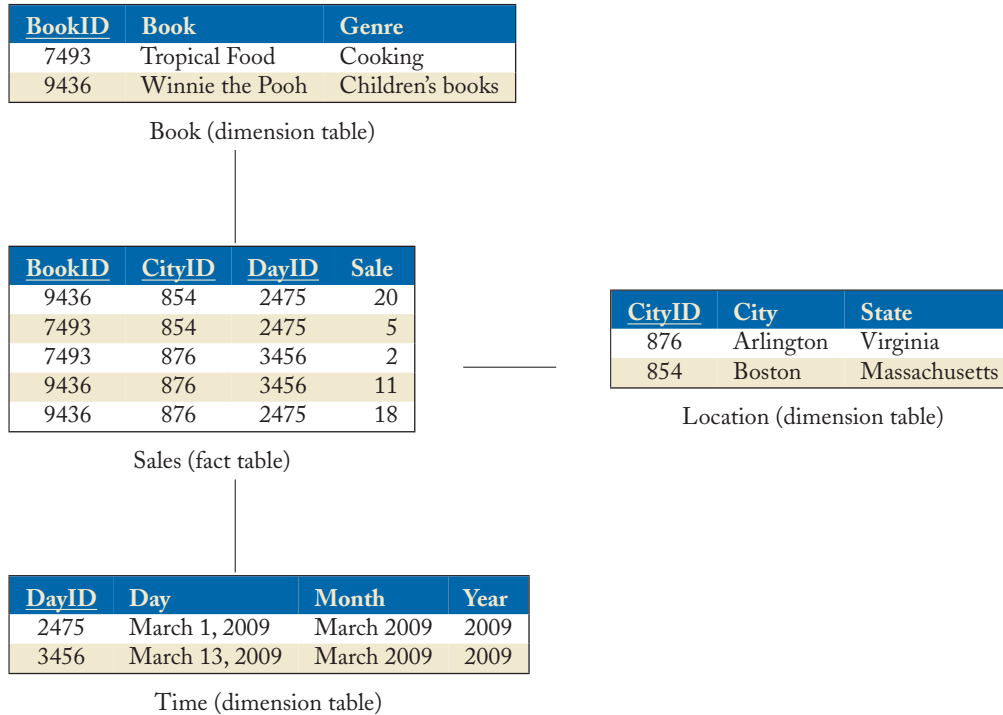 BookID Book Genre
7493 Tropical Food Cooking
9436 Winnie the Pooh Children's books
Book (dimension table)
BookID CityID DayID Sale
9436 854 2475 20
7493 854 2475 5
7493 876 3456 2
9436 876 3456 11
9436 876 2475 18
Sales (fact table)
CityID City State
876 Arlington Virginia
854 Boston Massachusetts
Location (dimension table)
DayID Day Month Year
2475 March 1, 2009 March 2009 2009
3456 March 13, 2009 March 2009 2009
Time (dimension table)